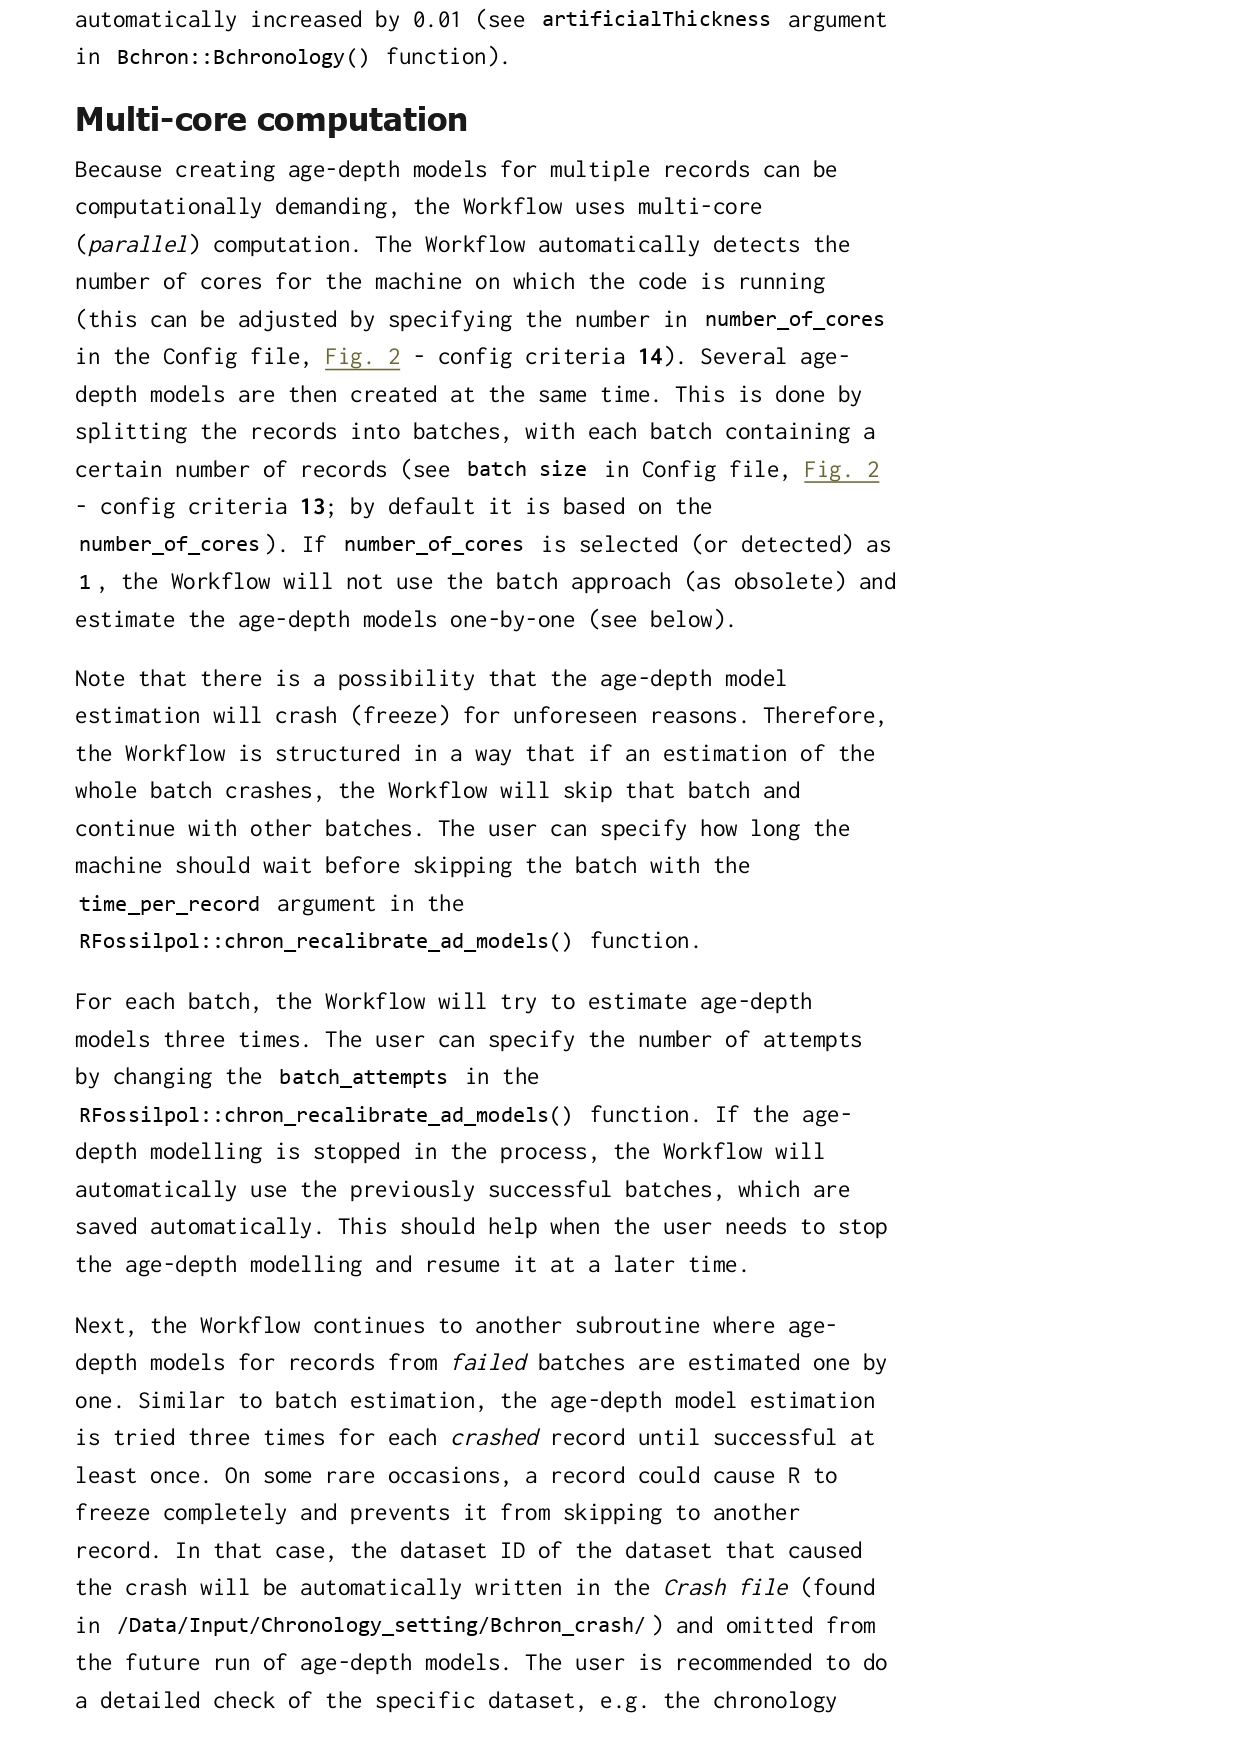 automatically increased by 0.01 (see artificialThickness argument
in Bchron::Bchronology() function).
Multi-core computation
Because creating age-depth models for multiple records can be
computationally demanding, the Workflow uses multi-core
(parallel) computation. The Workflow automatically detects the
number of cores for the machine on which the code is running
(this can be adjusted by specifying the number in number_of_cores
in the Config file, Fig. 2 - config criteria 14). Several age-
depth models are then created at the same time. This is done by
splitting the records into batches, with each batch containing a
certain number of records (see batch size in Config file, Fig. 2
- config criteria 13; by default it is based on the
number_of_cores). If number_of_cores is selected (or detected) as
1, the Workflow will not use the batch approach (as obsolete) and
estimate the age-depth models one-by-one (see below).
Note that there is a possibility that the age-depth model
estimation will crash (freeze) for unforeseen reasons. Therefore,
the Workflow is structured in a way that if an estimation of the
whole batch crashes, the Workflow will skip that batch and
continue with other batches. The user can specify how long the
machine should wait before skipping the batch with the
time_per_record argument in the
RFossilpol::chron_recalibrate_ad_models() function.
For each batch, the Workflow will try to estimate age-depth
models three times. The user can specify the number of attempts
by changing the batch_attempts in the
RFossilpol::chron_recalibrate_ad_models() function. If the age-
depth modelling is stopped in the process, the Workflow will
automatically use the previously successful batches, which are
saved automatically. This should help when the user needs to stop
the age-depth modelling and resume it at a later time.
Next, the Workflow continues to another subroutine where age-
depth models for records from failed batches are estimated one by
one. Similar to batch estimation, the age-depth model estimation
is tried three times for each crashed record until successful at
least once. On some rare occasions, a record could cause R to
freeze completely and prevents it from skipping to another
record. In that case, the dataset ID of the dataset that caused
the crash will be automatically written in the Crash file (found
in /Data/Input/Chronology_setting/Bchron_crash/) and omitted from
the future run of age-depth models. The user is recommended to do
a detailed check of the specific dataset, e.g. the chronology